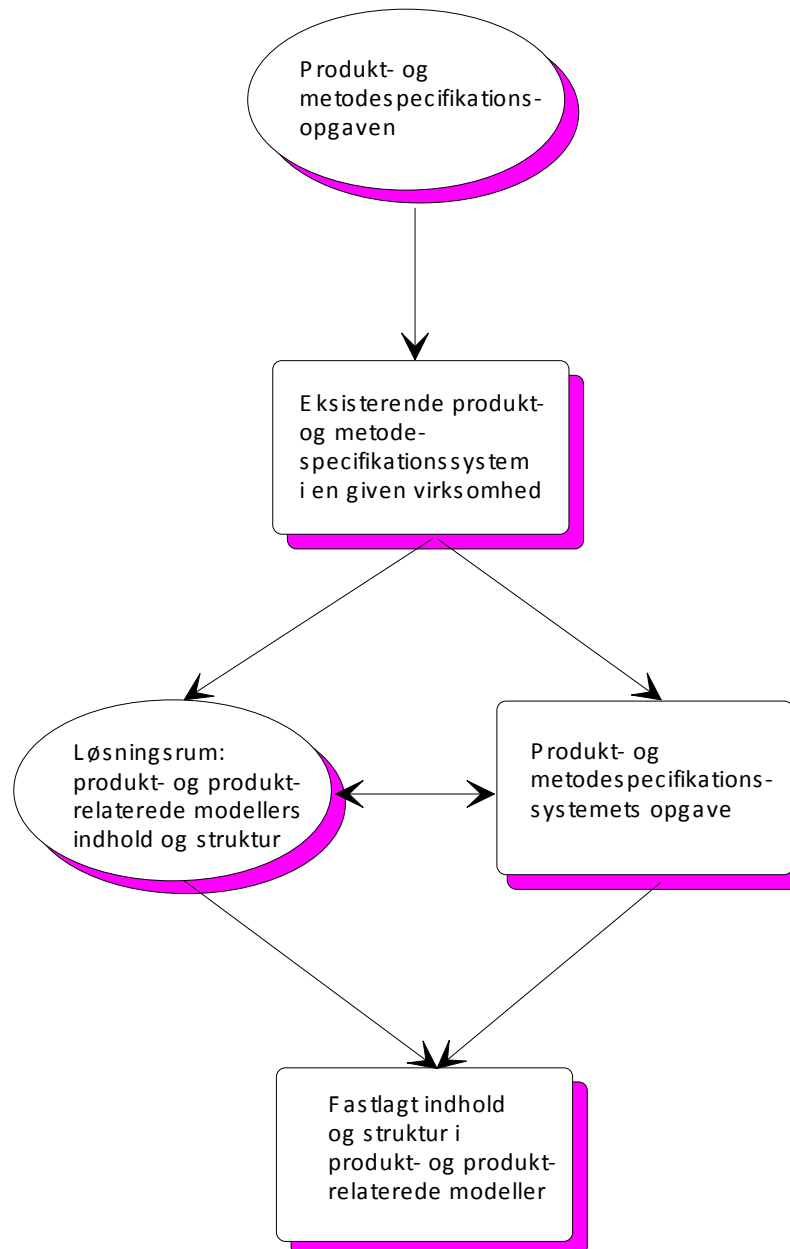 Produkt- og
metodespecifikations-
opgaven
Eksisterende produkt-
og metode-
specifikationssystem
i en given virksomhed
Løsningsrum:
produkt- og produkt-
relaterede modellers
indhold og struktur
Produkt- og
metodespecifikations-
systemets opgave
Fastlagt indhold
og struktur i
produkt- og produkt-
relaterede modeller